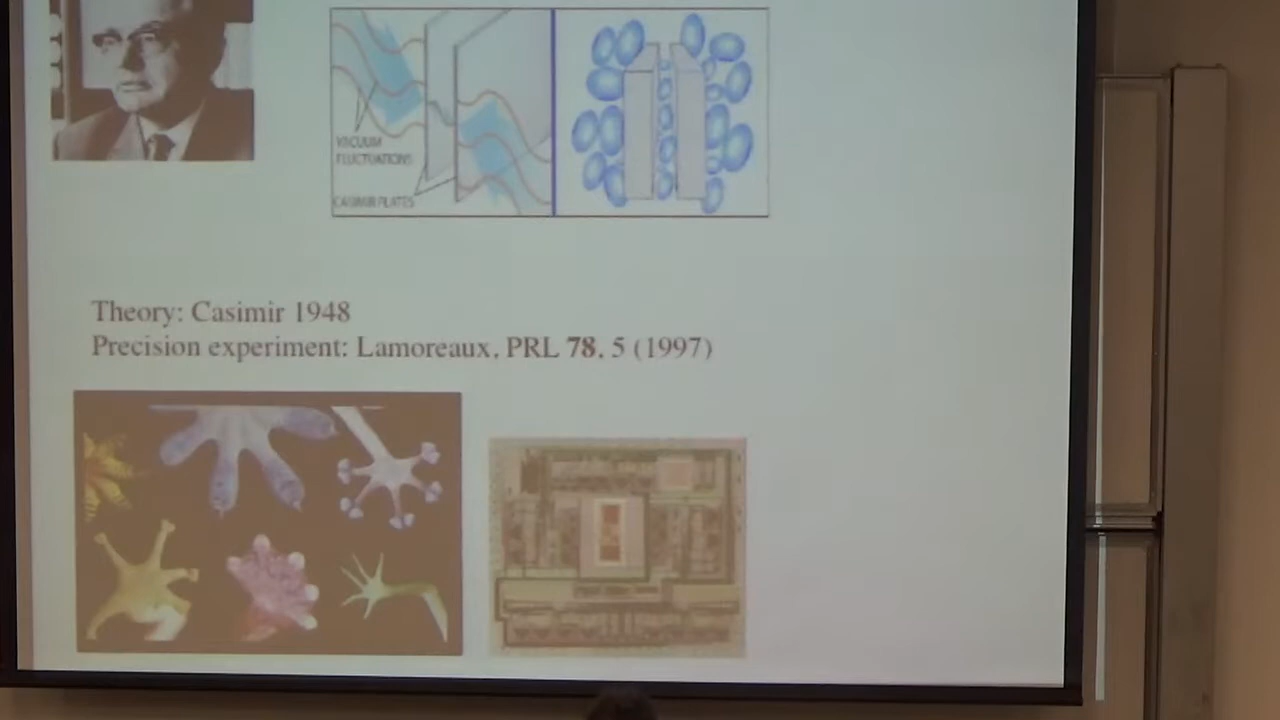 VACUUM
FLUCTUATIONS
CASIMIR PLATES
Theory: Casimir 1948
Precision experiment: Lamoreaux, PRL 78, 5 (1997)